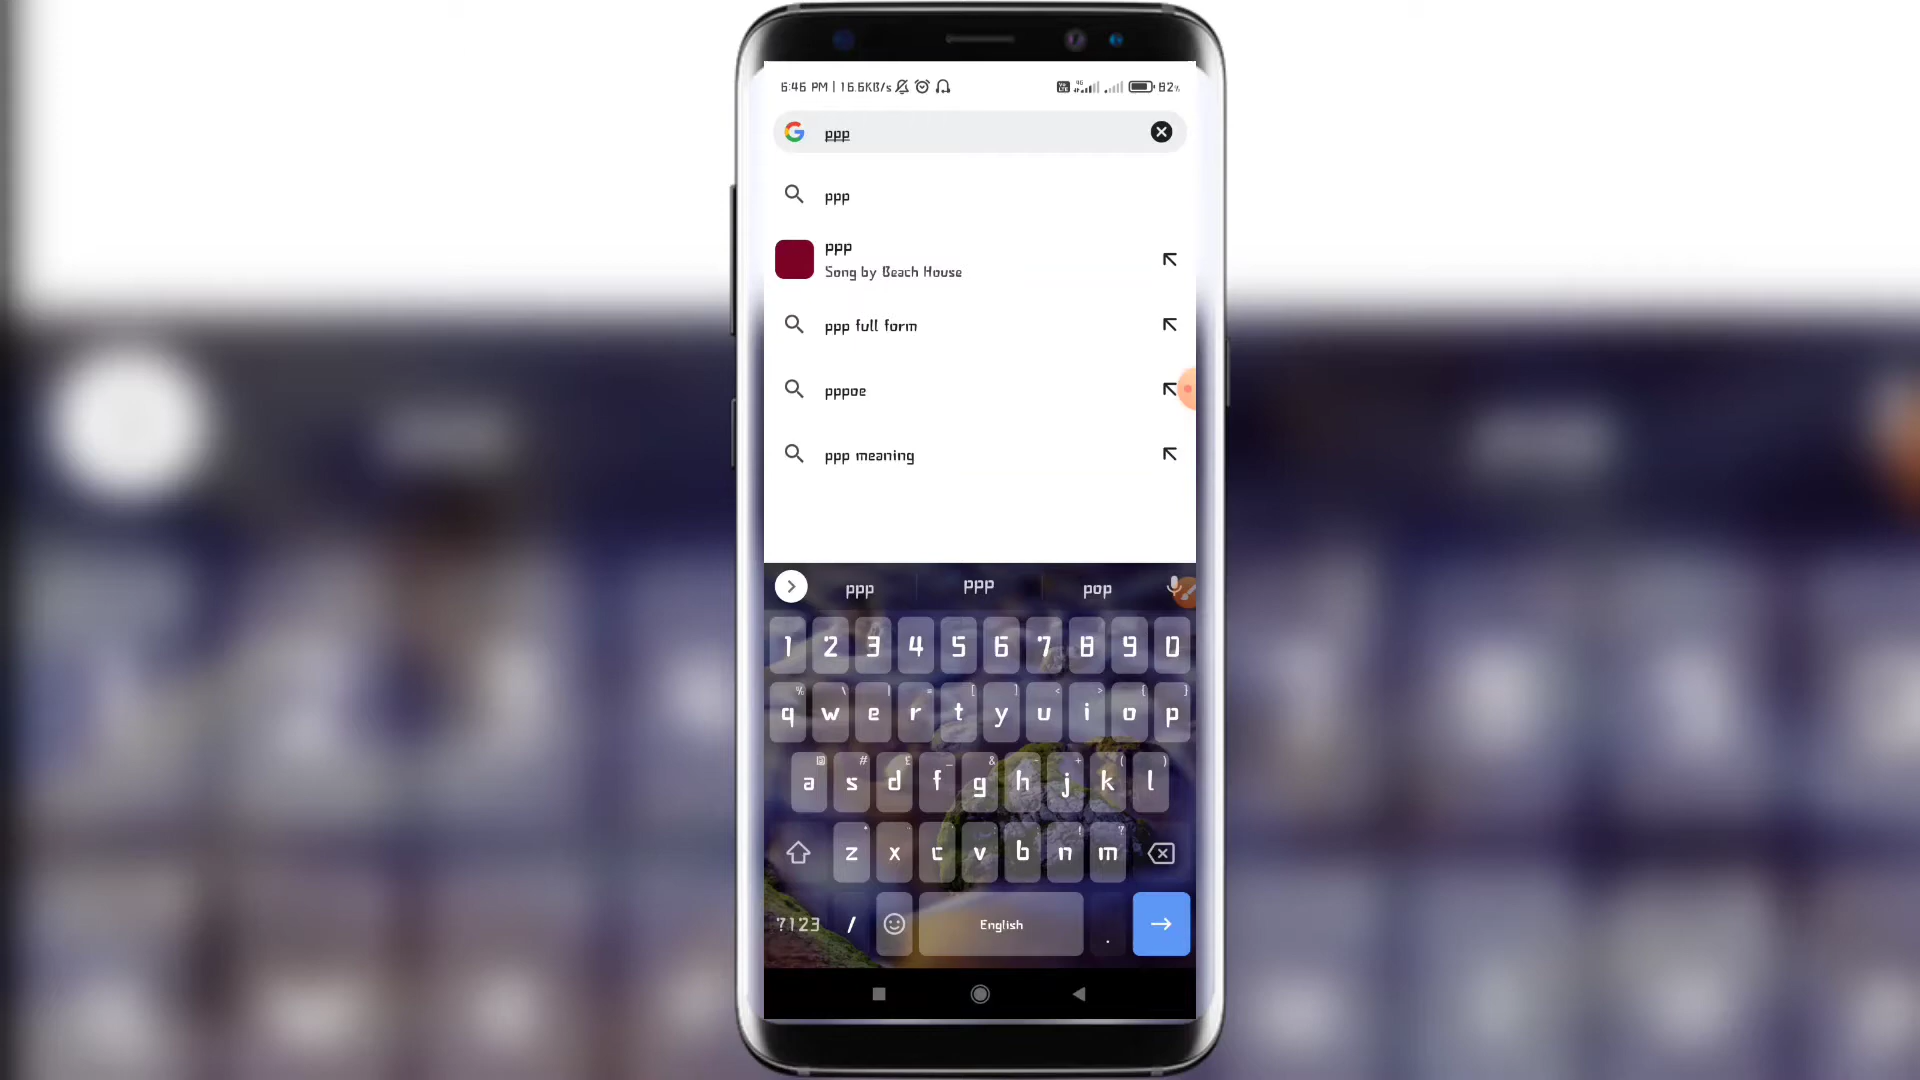 6:46 PM | 16.6KB/s 82%
ppp
ppp
ppp
Song by Beach House
ppp full form
pppoe
ppp meaning
ppp ppp pop
1 2 3 4 5 6 7 8 9 0
% \ | = [ ] < > { }
q w e r t y u i o p
@ # £ _ & - + ( )
a s d f g h j k l
* ! ?
z x c v b n m
?123 / English .